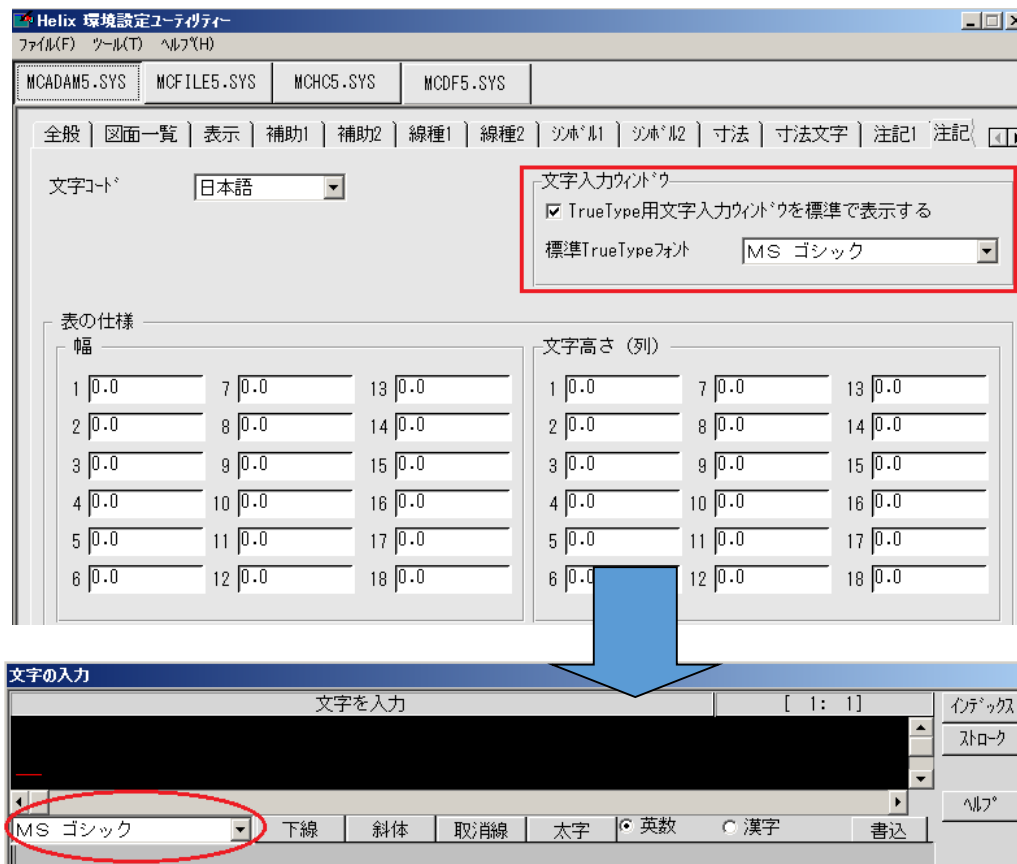 Helix 環境設定ユーティリティー
ファイル(F) ツール(T) ヘルプ(H)
MCADAM5.SYS MCFILE5.SYS MCHC5.SYS MCDF5.SYS
全般 図面一覧 表示 補助1 補助2 線種1 線種2 シンボル1 シンボル2 寸法 寸法文字 注記1 注記
文字コード 日本語
文字入力ウィンドウ
TrueType用文字入力ウィンドウを標準で表示する
標準TrueTypeフォント MS ゴシック
表の仕様
幅 文字高さ (列)
1 0.0 7 0.0 13 0.0 1 0.0 7 0.0 13 0.0
2 0.0 8 0.0 14 0.0 2 0.0 8 0.0 14 0.0
3 0.0 9 0.0 15 0.0 3 0.0 9 0.0 15 0.0
4 0.0 10 0.0 16 0.0 4 0.0 10 0.0 16 0.0
5 0.0 11 0.0 17 0.0 5 0.0 11 0.0 17 0.0
6 0.0 12 0.0 18 0.0 6 0.0 12 0.0 18 0.0
文字の入力
文字を入力 [ 1: 1] インデックス
ストローク
ヘルプ
MS ゴシック 下線 斜体 取消線 太字 英数 漢字 書込